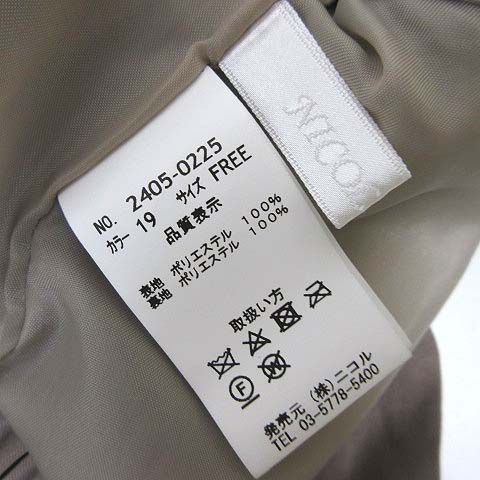 NICO
NO. 2405-0225
カラー 19 サイズ FREE
品質表示
表地 ポリエステル 100%
裏地 ポリエステル 100%
取扱い方
F W
発売元 (株)ニコル
TEL 03-5778-5400